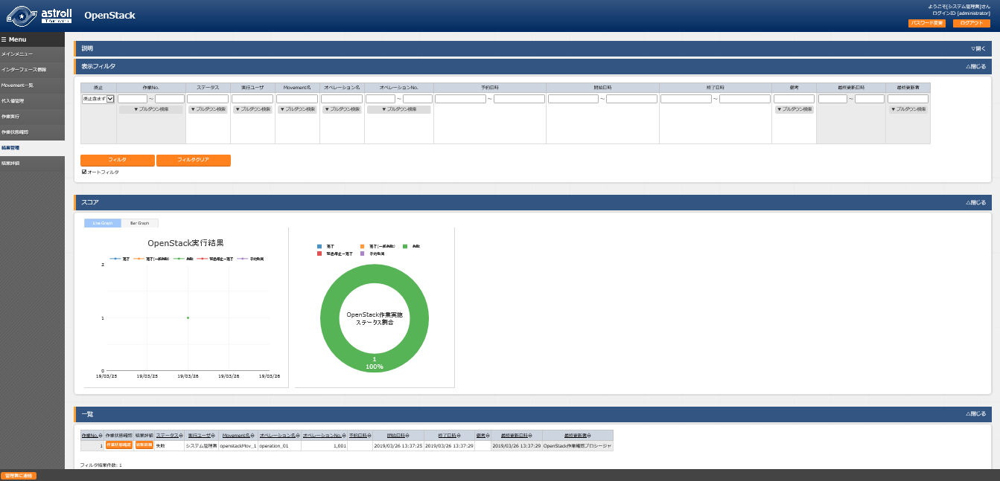 astroll
IT Automation
OpenStack
ようこそ[システム管理者]さん
ログインID [administrator]
パスワード変更 ログアウト
☰ Menu
メインメニュー
インターフェース情報
Movement一覧
代入値管理
作業実行
作業状態確認
結果管理
結果詳細
説明 ▽開く
表示フィルタ △閉じる
廃止 作業No. ステータス 実行ユーザ Movement名 オペレーション名 オペレーションNo. 予約日時 開始日時 終了日時 備考 最終更新日時 最終更新者
廃止含まず ～ ～ ～ ～ ～ ～
▼プルダウン検索 ▼プルダウン検索 ▼プルダウン検索 ▼プルダウン検索 ▼プルダウン検索 ▼プルダウン検索 ▼プルダウン検索 ▼プルダウン検索
フィルタ フィルタクリア
オートフィルタ
スコア △閉じる
Line Graph Bar Graph
OpenStack実行結果
完了 完了(一部失敗) 失敗 緊急停止-完了 予約取消
2
1
0
19/03/25 19/03/25 19/03/26 19/03/26 19/03/26
完了 完了(一部失敗) 失敗
緊急停止-完了 予約取消
OpenStack作業実施
ステータス割合
1
100%
一覧 △閉じる
作業No. 作業状態確認 結果詳細 ステータス 実行ユーザ Movement名 オペレーション名 オペレーションNo. 予約日時 開始日時 終了日時 備考 最終更新日時 最終更新者
1 作業状態確認 結果詳細 失敗 システム管理者 openstackMov_1 operation_01 1,001 2019/03/26 13:37:25 2019/03/26 13:37:29 2019/03/26 13:37:29 OpenStack作業確認プロシージャ
フィルタ結果件数: 1
管理者に連絡